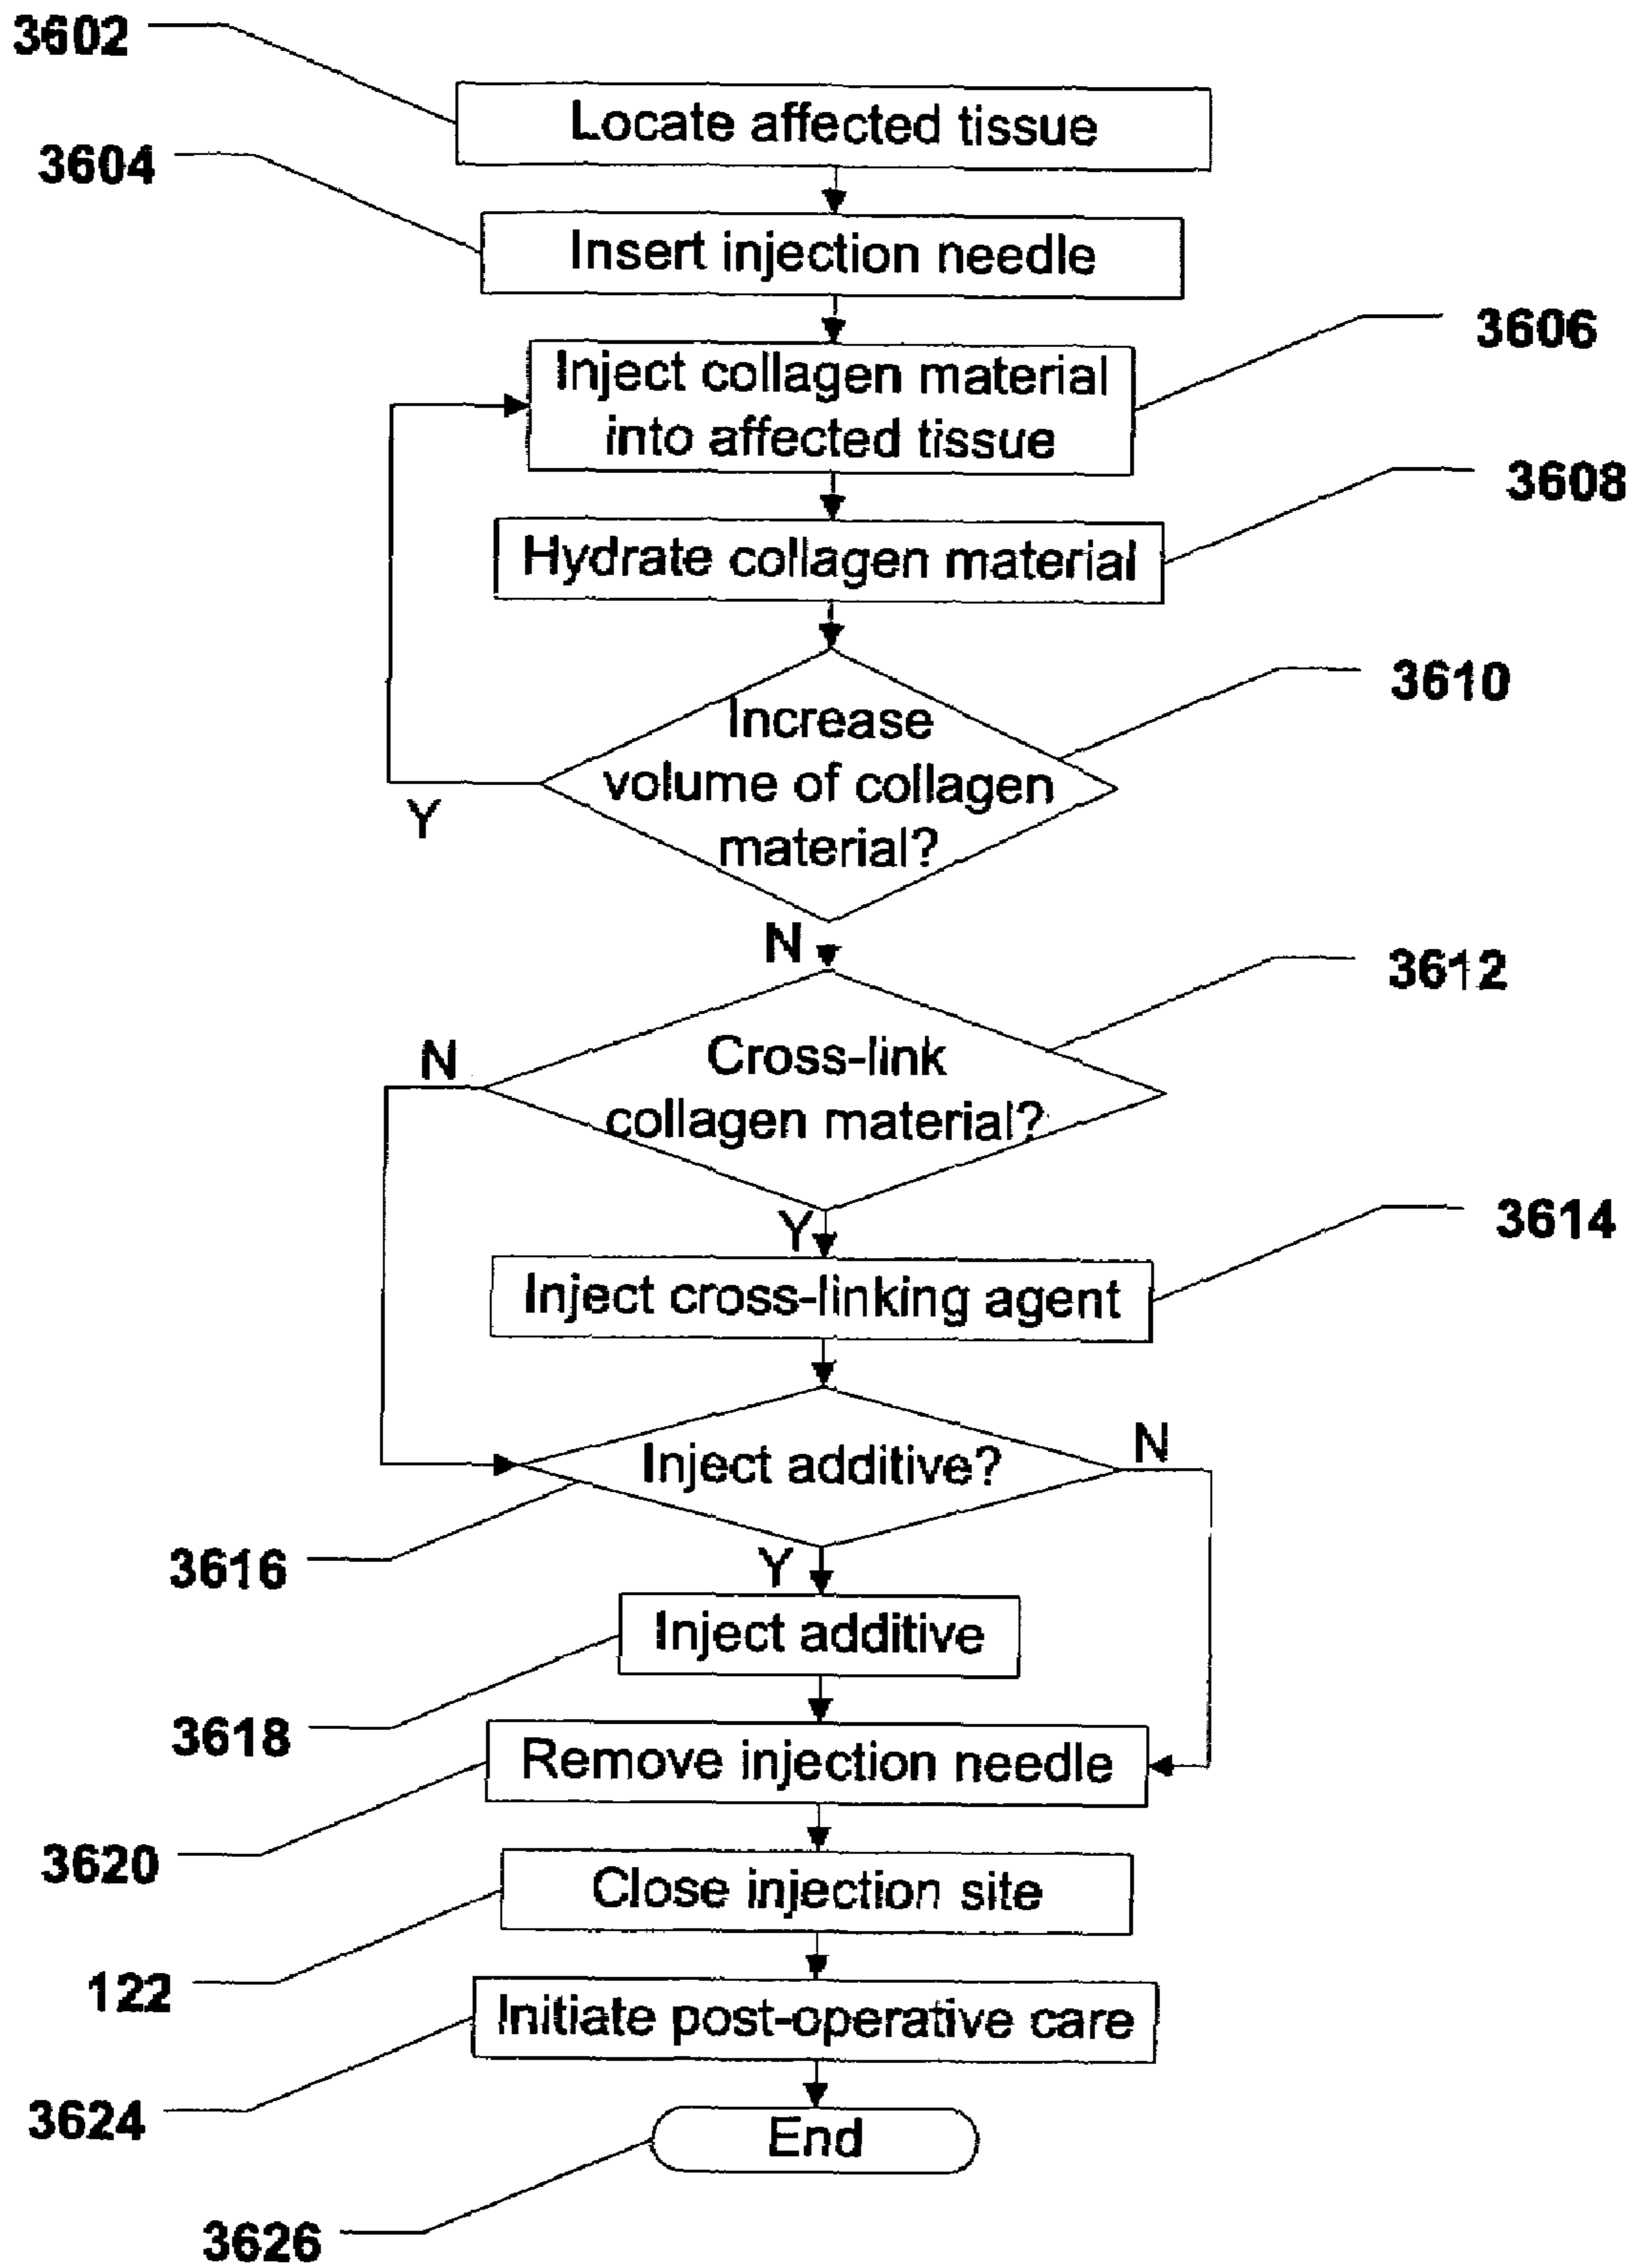 3602
Locate affected tissue
3604
Insert injection needle
3606
Inject collagen material
into affected tissue
3608
Hydrate collagen material
3610
Increase
volume of collagen
material?
Y
N
3612
N
Cross-link
collagen material?
Y
3614
Inject cross-linking agent
N
Inject additive?
3616
Y
Inject additive
3618
Remove injection needle
3620
Close injection site
122
Initiate post-operative care
3624
End
3626